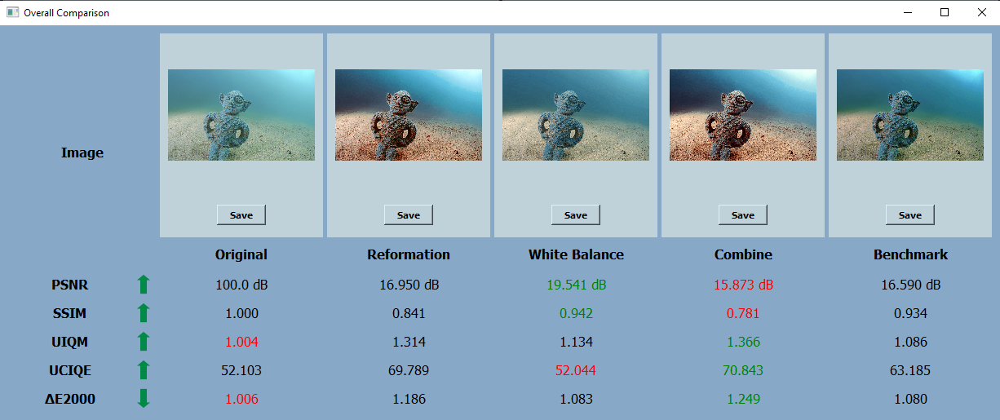 Overall Comparison
Image
Save Save Save Save Save
Original Reformation White Balance Combine Benchmark
PSNR 100.0 dB 16.950 dB 19.541 dB 15.873 dB 16.590 dB
SSIM 1.000 0.841 0.942 0.781 0.934
UIQM 1.004 1.314 1.134 1.366 1.086
UCIQE 52.103 69.789 52.044 70.843 63.185
ΔE2000 1.006 1.186 1.083 1.249 1.080